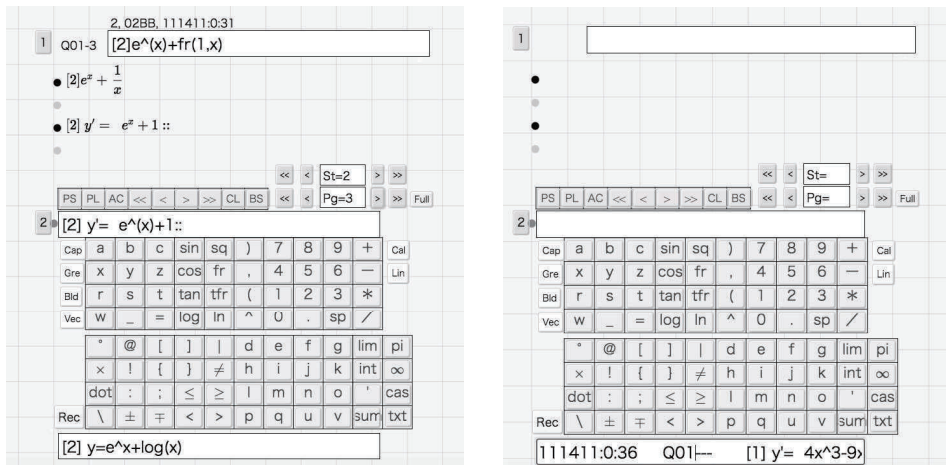 2, 02BB, 111411:0:31
1 Q01-3 [2]e^(x)+fr(1,x)
[2]eˣ + 1/x
[2] y′ = eˣ + 1 ::
<< < St=2 > >>
PS PL AC << < > >> CL BS << < Pg=3 > >> Full
2 [2] y'= e^(x)+1::
Cap a b c sin sq ) 7 8 9 + Cal
Gre x y z cos fr , 4 5 6 − Lin
Bld r s t tan tfr ( 1 2 3 *
Vec w _ = log ln ^ 0 . sp /
° @ [ ] | d e f g lim pi
× ! { } ≠ h i j k int ∞
dot : ; ≤ ≥ l m n o ' cas
Rec \ ± ∓ < > p q u v sum txt
[2] y=e^x+log(x)
1
<< < St= > >>
PS PL AC << < > >> CL BS << < Pg= > >> Full
2
Cap a b c sin sq ) 7 8 9 + Cal
Gre x y z cos fr , 4 5 6 − Lin
Bld r s t tan tfr ( 1 2 3 *
Vec w _ = log ln ^ 0 . sp /
° @ [ ] | d e f g lim pi
× ! { } ≠ h i j k int ∞
dot : ; ≤ ≥ l m n o ' cas
Rec \ ± ∓ < > p q u v sum txt
111411:0:36 Q01--- [1] y'= 4x^3-9x